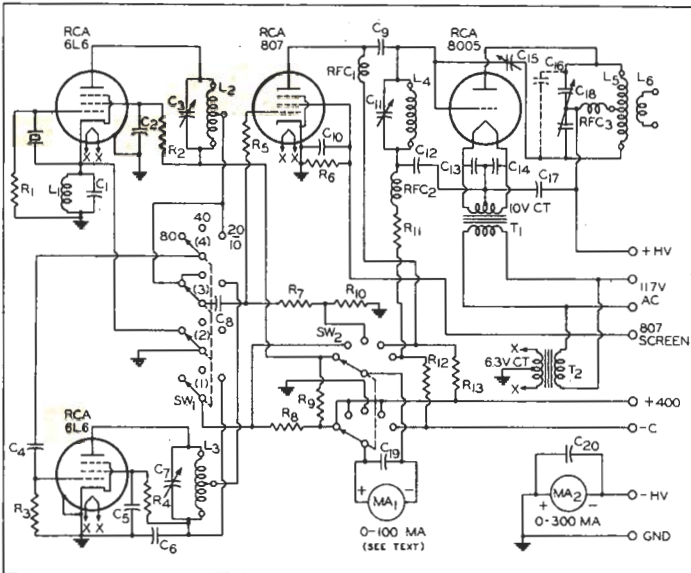 RCA
6L6
RCA
807
C9
RCA
8005
C15
C16
RFC1
L2
L4
L5
L6
C3
C11
C18
RFC3
C2
R2
C10
R5
R6
C12
C13
C14
C17
R1
L1
C1
X X
X X
RFC2
10V CT
T1
R11
40
80
(4)
20
10
+HV
117V
AC
(3)
C8
R7
R10
(2)
SW2
807
SCREEN
6.3V CT
X
X
T2
R12
R13
(1)
SW1
R9
R8
+400
-C
RCA
6L6
L3
C4
C7
C19
C20
R3
R4
C5
C6
X X
+ -
MA1
0-100 MA
(SEE TEXT)
+ -
MA2
0-300 MA
-HV
GND